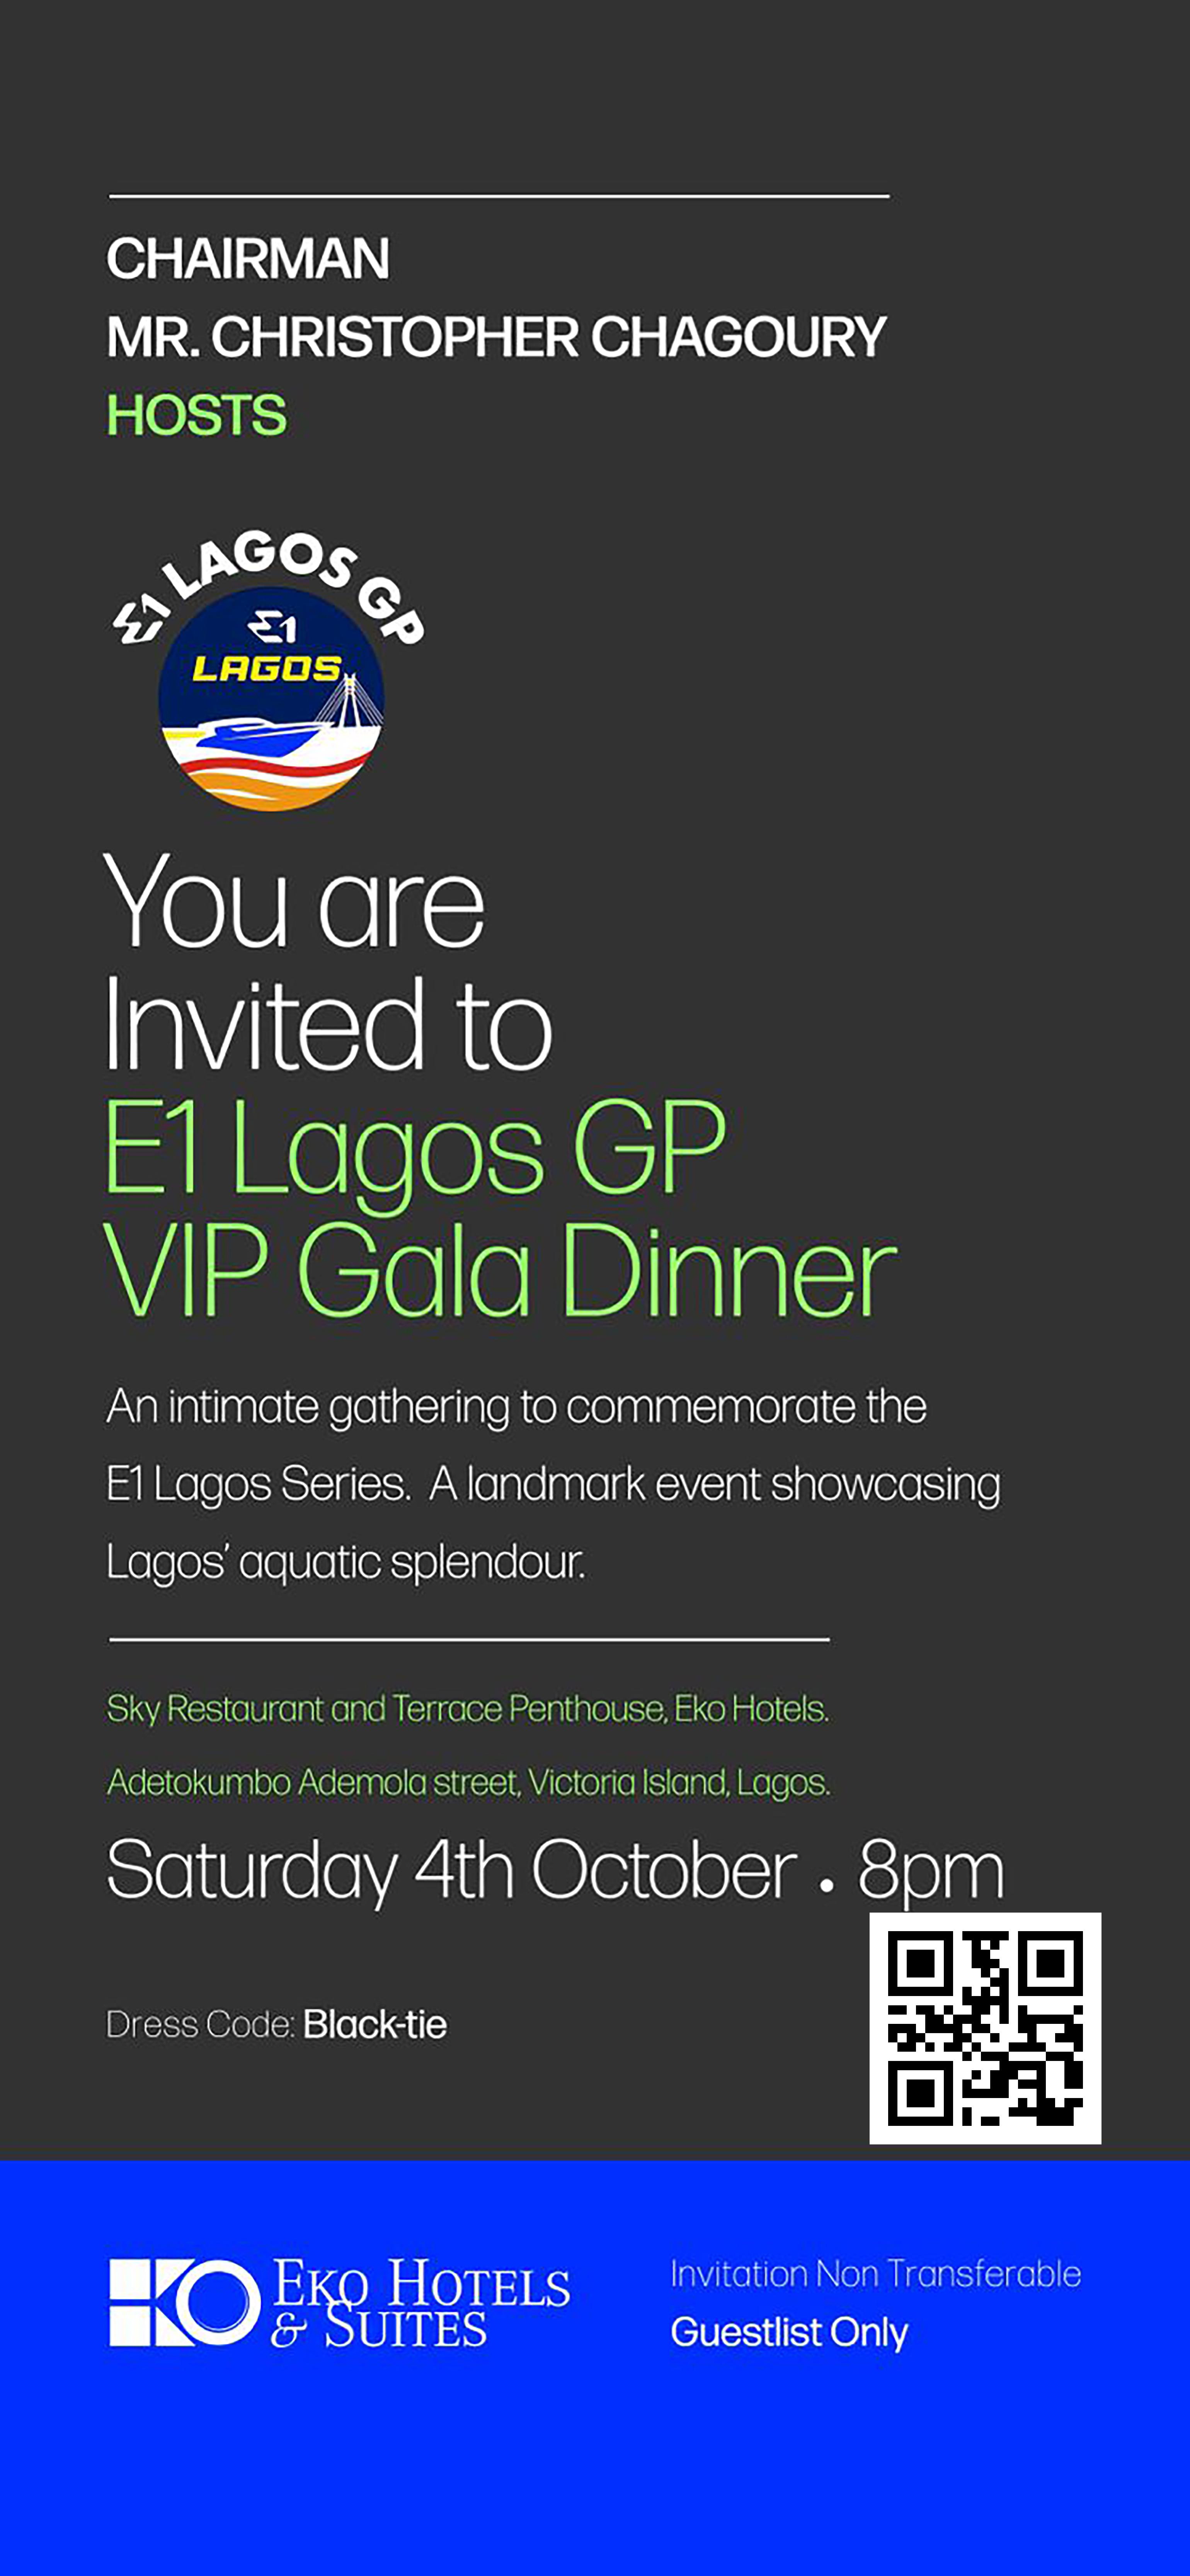 CHAIRMAN
MR. CHRISTOPHER CHAGOURY
HOSTS
E1 LAGOS GP
E1
LAGOS
You are
Invited to
E1 Lagos GP
VIP Gala Dinner
An intimate gathering to commemorate the
E1 Lagos Series. A landmark event showcasing
Lagos’ aquatic splendour.
Sky Restaurant and Terrace Penthouse, Eko Hotels.
Adetokumbo Ademola street, Victoria Island, Lagos.
Saturday 4th October . 8pm
Dress Code: Black-tie
EKO HOTELS
& SUITES
Invitation Non Transferable
Guestlist Only